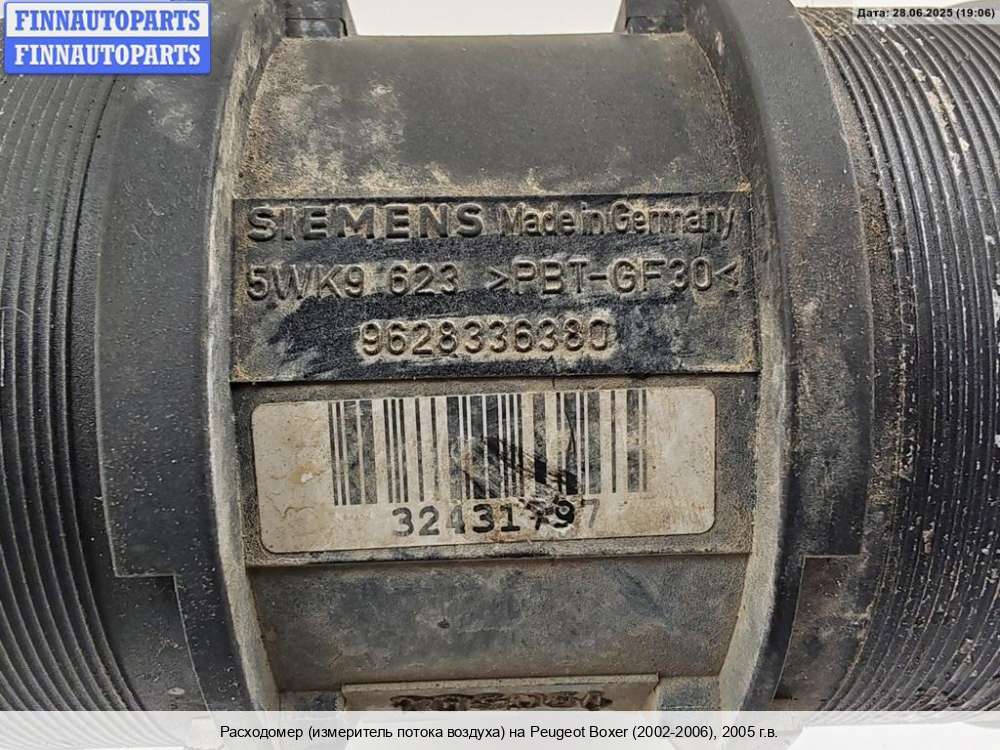 FINNAUTOPARTS
FINNAUTOPARTS
Дата: 28.06.2025 (19:06)
SIEMENS Made in Germany
5WK9 623 >PBT-GF30<
9628336380
32431797
Расходомер (измеритель потока воздуха) на Peugeot Boxer (2002-2006), 2005 г.в.